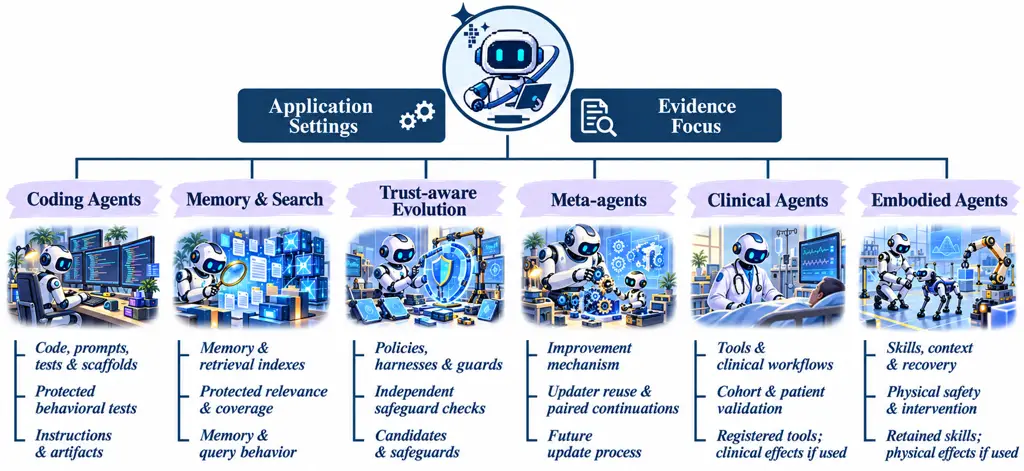 Application
Settings
Evidence
Focus
Coding Agents
Memory & Search
Trust-aware
Evolution
Meta-agents
Clinical Agents
Embodied Agents
Code, prompts,
tests & scaffolds
Protected
behavioral tests
Instructions
& artifacts
Memory &
retrieval indexes
Protected relevance
& coverage
Memory &
query behavior
Policies,
harnesses & guards
Independent
safeguard checks
Candidates
& safeguards
Improvement
mechanism
Updater reuse &
paired continuations
Future
update process
Tools &
clinical workflows
Cohort & patient
validation
Registered tools;
clinical effects if used
Skills, context
& recovery
Physical safety
& intervention
Retained skills;
physical effects if used